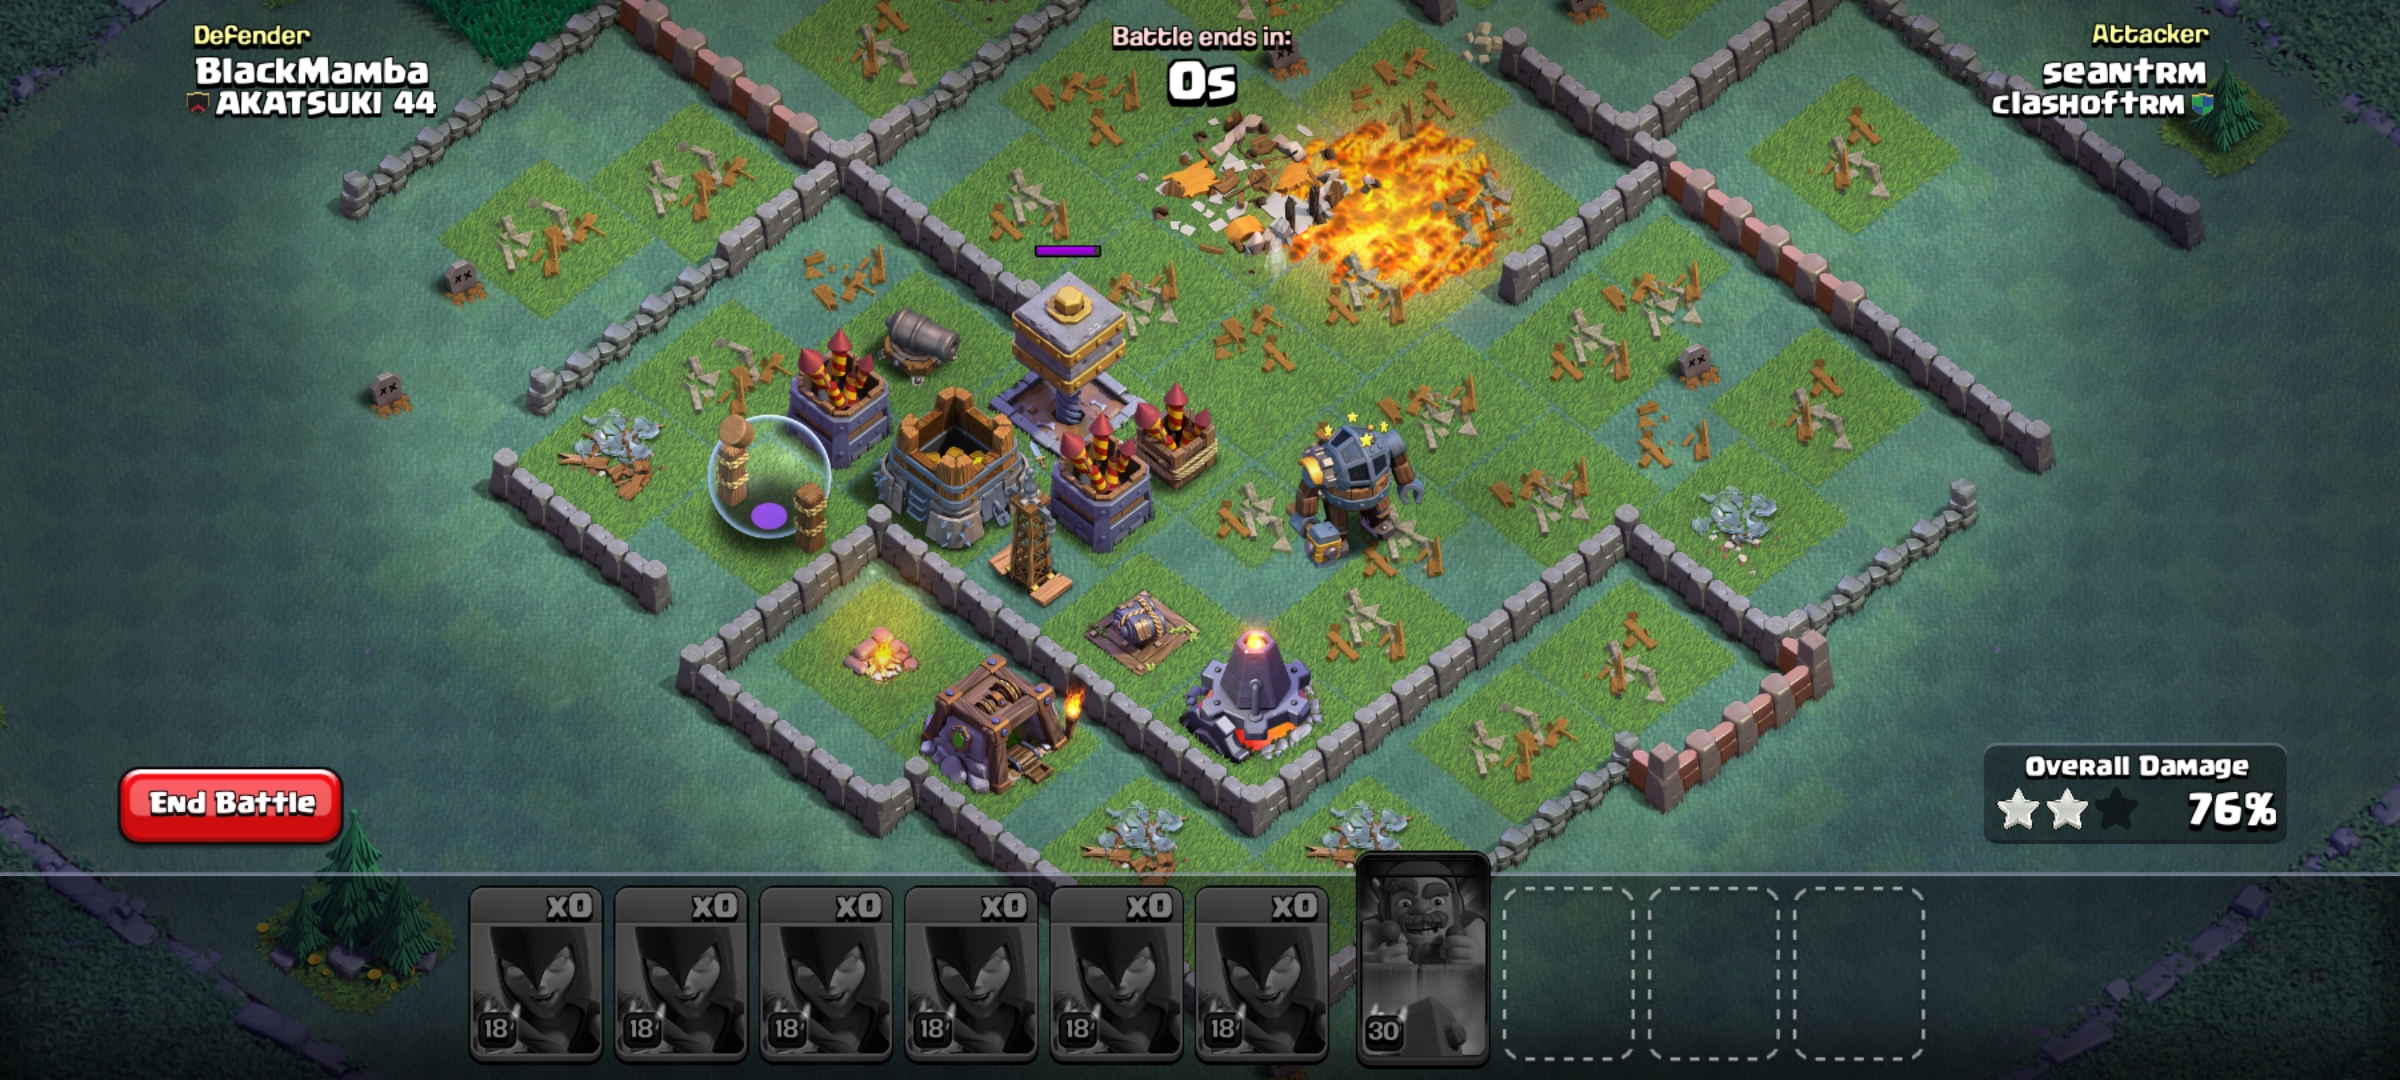 Defender
BlackMamba
AKATSUKI 44
Battle ends in:
0s
Attacker
seantRM
clashoftRM
End Battle
Overall Damage
76%
x0
x0
x0
x0
x0
x0
18
18
18
18
18
18
30